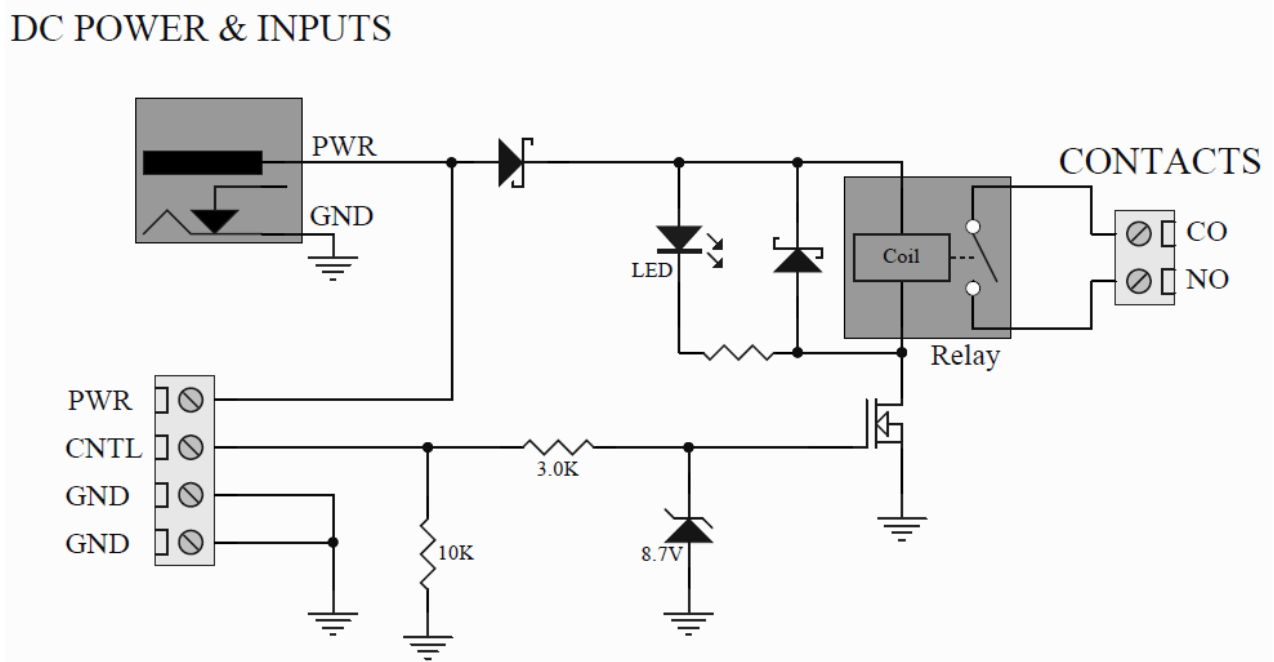 DC POWER & INPUTS
PWR
GND
CONTACTS
CO
NO
LED
Coil
Relay
PWR
CNTL
GND
GND
3.0K
10K
8.7V